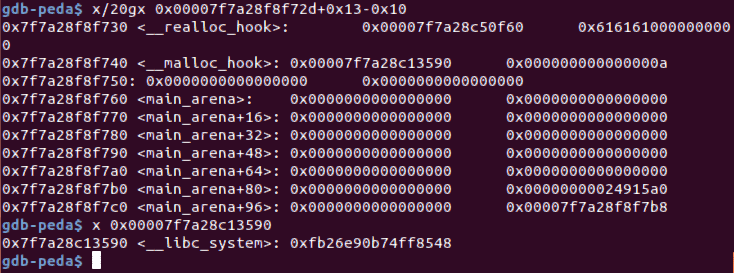 gdb-peda$ x/20gx 0x00007f7a28f8f72d+0x13-0x10
0x7f7a28f8f730 <__realloc_hook>:        0x00007f7a28c50f60      0x616161000000000
0
0x7f7a28f8f740 <__malloc_hook>: 0x00007f7a28c13590      0x000000000000000a
0x7f7a28f8f750: 0x0000000000000000      0x0000000000000000
0x7f7a28f8f760 <main_arena>:    0x0000000000000000      0x0000000000000000
0x7f7a28f8f770 <main_arena+16>: 0x0000000000000000      0x0000000000000000
0x7f7a28f8f780 <main_arena+32>: 0x0000000000000000      0x0000000000000000
0x7f7a28f8f790 <main_arena+48>: 0x0000000000000000      0x0000000000000000
0x7f7a28f8f7a0 <main_arena+64>: 0x0000000000000000      0x0000000000000000
0x7f7a28f8f7b0 <main_arena+80>: 0x0000000000000000      0x00000000024915a0
0x7f7a28f8f7c0 <main_arena+96>: 0x0000000000000000      0x00007f7a28f8f7b8
gdb-peda$ x 0x00007f7a28c13590
0x7f7a28c13590 <__libc_system>: 0xfb26e90b74ff8548
gdb-peda$